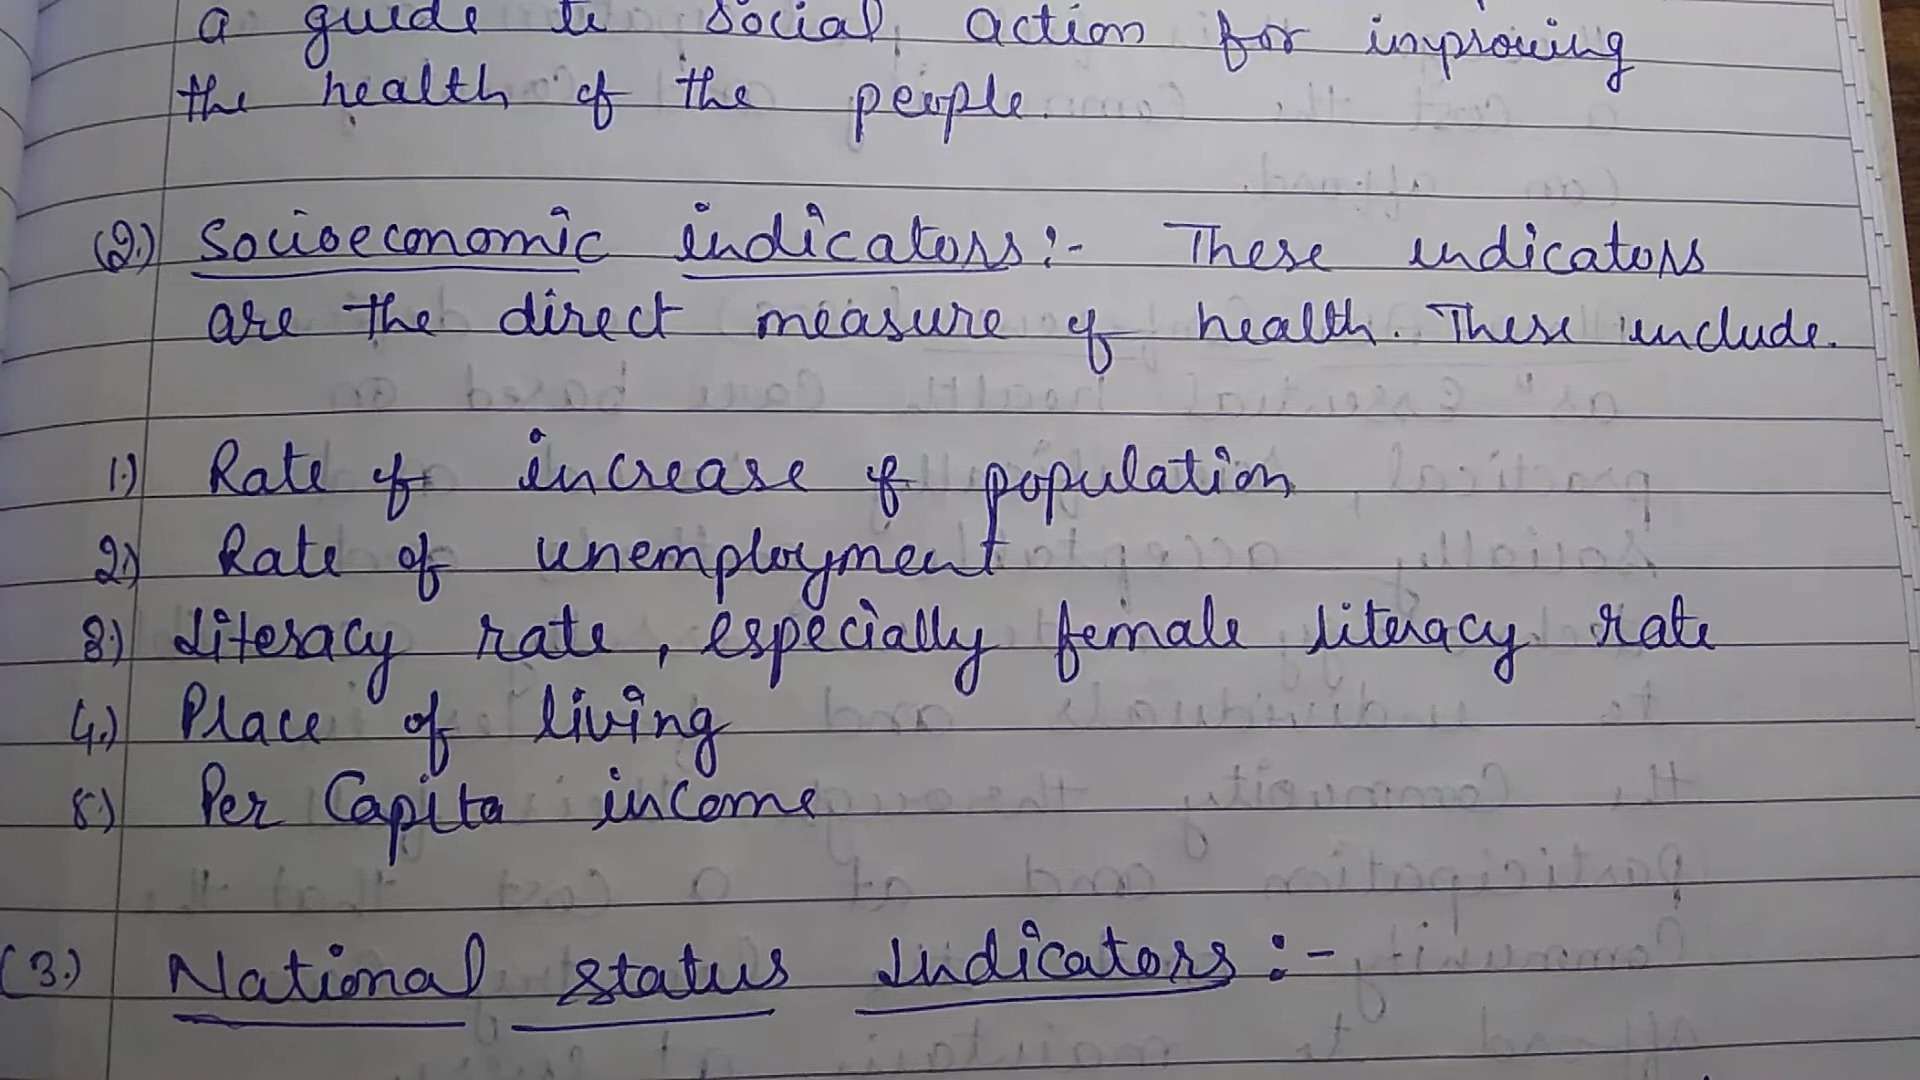 a guide to social action for improving
the health of the people.
(2.) Socioeconomic indicators:- These indicators
are the direct measure of health. These include.
1.) Rate of increase of population
2.) Rate of unemployment
3.) Literacy rate, especially female literacy rate
4.) Place of living
5.) Per Capita income
(3.) National status Indicators:-